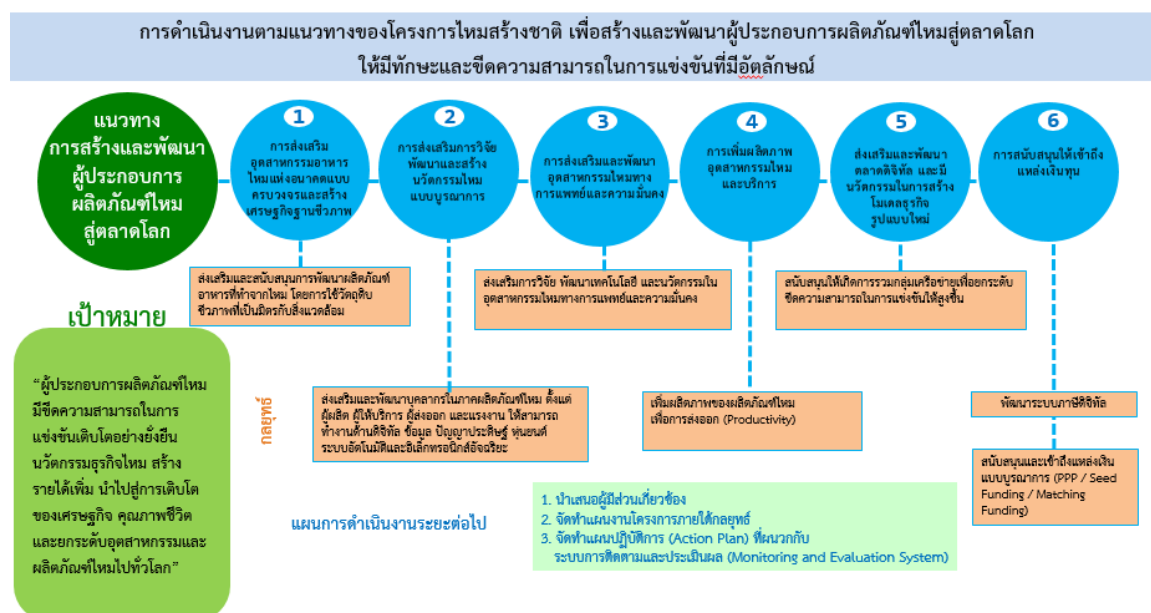 การดำเนินงานตามแนวทางของโครงการไหมสร้างชาติ เพื่อสร้างและพัฒนาผู้ประกอบการผลิตภัณฑ์ไหมสู่ตลาดโลก
ให้มีทักษะและขีดความสามารถในการแข่งขันที่มีอัตลักษณ์
แนวทาง
การสร้างและพัฒนา
ผู้ประกอบการ
ผลิตภัณฑ์ไหม
สู่ตลาดโลก
1
การส่งเสริม
อุตสาหกรรมอาหาร
ไหมแห่งอนาคตแบบ
ครบวงจรและสร้าง
เศรษฐกิจฐานชีวภาพ
2
การส่งเสริมการวิจัย
พัฒนาและสร้าง
นวัตกรรมไหม
แบบบูรณาการ
3
การส่งเสริมและพัฒนา
อุตสาหกรรมไหมทาง
การแพทย์และความมั่นคง
4
การเพิ่มผลิตภาพ
อุตสาหกรรมไหม
และบริการ
5
ส่งเสริมและพัฒนา
ตลาดดิจิทัล และมี
นวัตกรรมในการสร้าง
โมเดลธุรกิจ
รูปแบบใหม่
6
การสนับสนุนให้เข้าถึง
แหล่งเงินทุน
ส่งเสริมและสนับสนุนการพัฒนาผลิตภัณฑ์
อาหารที่ทำจากไหม โดยการใช้วัตถุดิบ
ชีวภาพที่เป็นมิตรกับสิ่งแวดล้อม
ส่งเสริมการวิจัย พัฒนาเทคโนโลยี และนวัตกรรมใน
อุตสาหกรรมไหมทางการแพทย์และความมั่นคง
สนับสนุนให้เกิดการรวมกลุ่มเครือข่ายเพื่อยกระดับ
ขีดความสามารถในการแข่งขันให้สูงขึ้น
เป้าหมาย
“ผู้ประกอบการผลิตภัณฑ์ไหม
มีขีดความสามารถในการ
แข่งขันเติบโตอย่างยั่งยืน
นวัตกรรมธุรกิจไหม สร้าง
รายได้เพิ่ม นำไปสู่การเติบโต
ของเศรษฐกิจ คุณภาพชีวิต
และยกระดับอุตสาหกรรมและ
ผลิตภัณฑ์ไหมไปทั่วโลก”
กลยุทธ์
ส่งเสริมและพัฒนาบุคลากรในภาคผลิตภัณฑ์ไหม ตั้งแต่
ผู้ผลิต ผู้ให้บริการ ผู้ส่งออก และแรงงาน ให้สามารถ
ทำงานด้านดิจิทัล ข้อมูล ปัญญาประดิษฐ์ หุ่นยนต์
ระบบอัตโนมัติและอิเล็กทรอนิกส์อัจฉริยะ
เพิ่มผลิตภาพของผลิตภัณฑ์ไหม
เพื่อการส่งออก (Productivity)
พัฒนาระบบภาษีดิจิทัล
สนับสนุนและเข้าถึงแหล่งเงิน
แบบบูรณาการ (PPP / Seed
Funding / Matching
Funding)
แผนการดำเนินงานระยะต่อไป
1. นำเสนอผู้มีส่วนเกี่ยวข้อง
2. จัดทำแผนงานโครงการภายใต้กลยุทธ์
3. จัดทำแผนปฏิบัติการ (Action Plan) ที่ผนวกกับ
ระบบการติดตามและประเมินผล (Monitoring and Evaluation System)